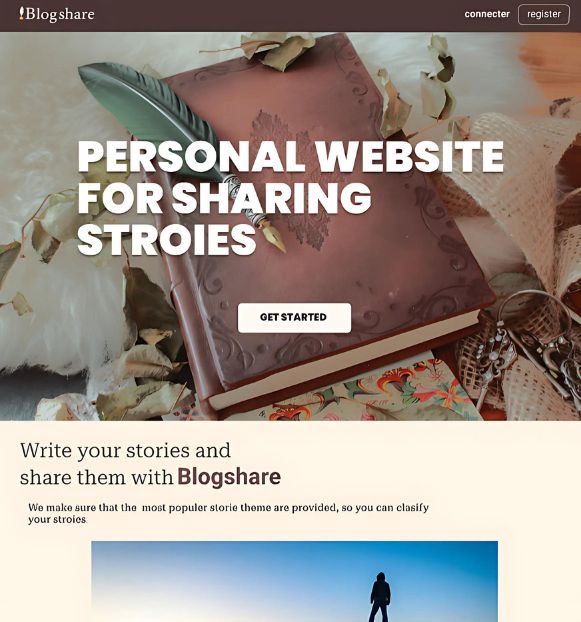 Blogshare
connecter register
PERSONAL WEBSITE
FOR SHARING
STROIES
GET STARTED
Write your stories and
share them with Blogshare
We make sure that the most populer storie theme are provided, so you can clasify
your stroies